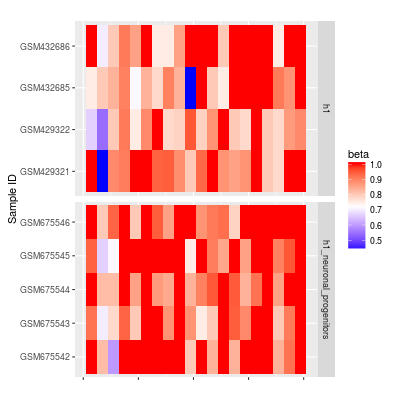 GSM432686
GSM432685
GSM429322
GSM429321
h1
GSM675546
GSM675545
GSM675544
GSM675543
GSM675542
h1_neuronal_progenitors
Sample ID
beta
1.0
0.9
0.8
0.7
0.6
0.5